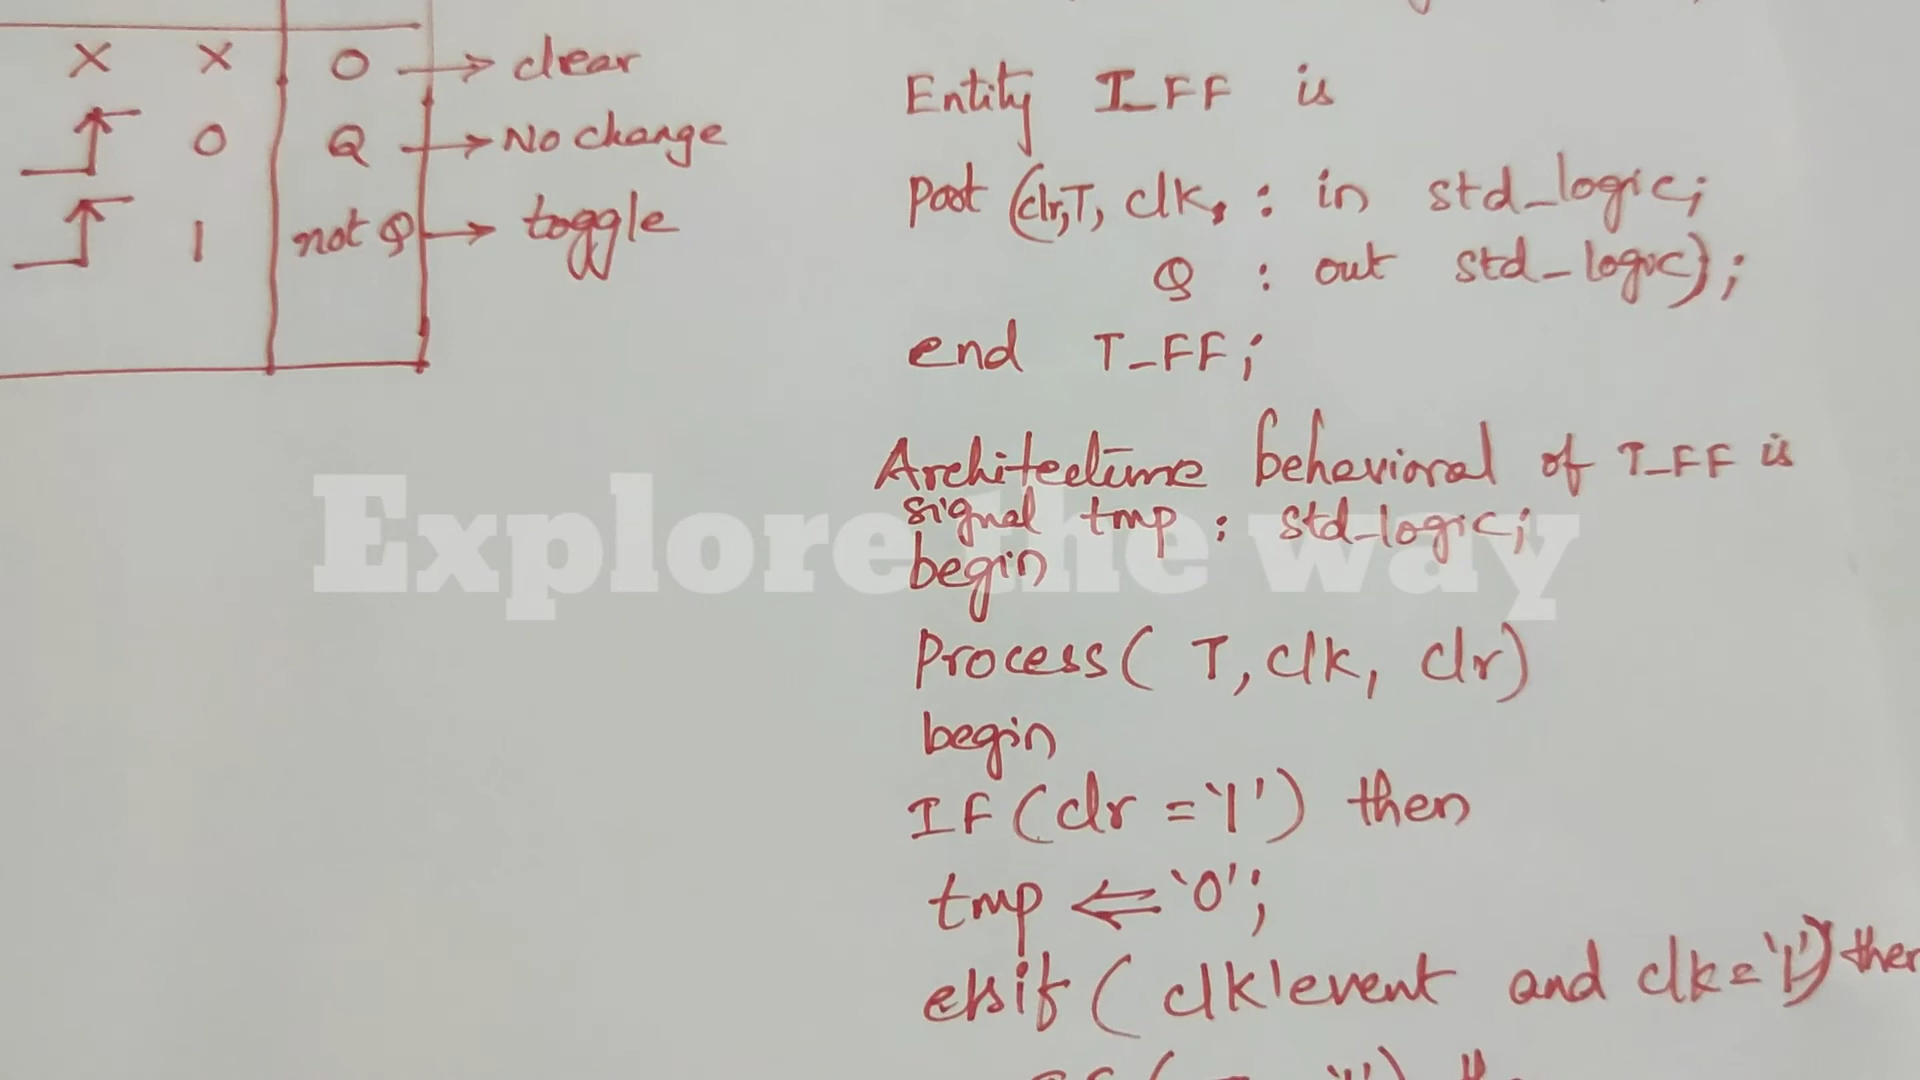 X X 0 → clear
0 Q → No change
1 not Q → toggle
Entity T_FF is
Port (clr,T, clk, : in std_logic;
Q : out std_logic);
end T_FF;
Architecture behavioral of T_FF is
signal tmp : std_logic;
begin
Process( T, clk, clr)
begin
IF (clr = '1') then
tmp <= '0';
elsif ( clk'event and clk = '1') then
Explore the way